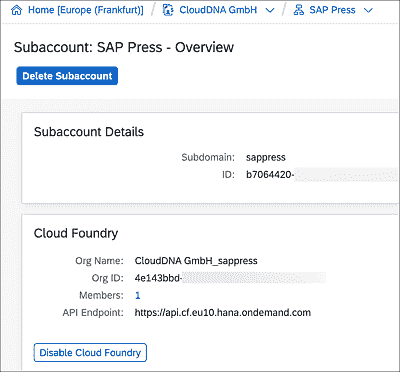 Home [Europe (Frankfurt)] / CloudDNA GmbH / SAP Press
Subaccount: SAP Press - Overview
Delete Subaccount
Subaccount Details
Subdomain: sappress
ID: b7064420-
Cloud Foundry
Org Name: CloudDNA GmbH_sappress
Org ID: 4e143bbd-
Members: 1
API Endpoint: https://api.cf.eu10.hana.ondemand.com
Disable Cloud Foundry